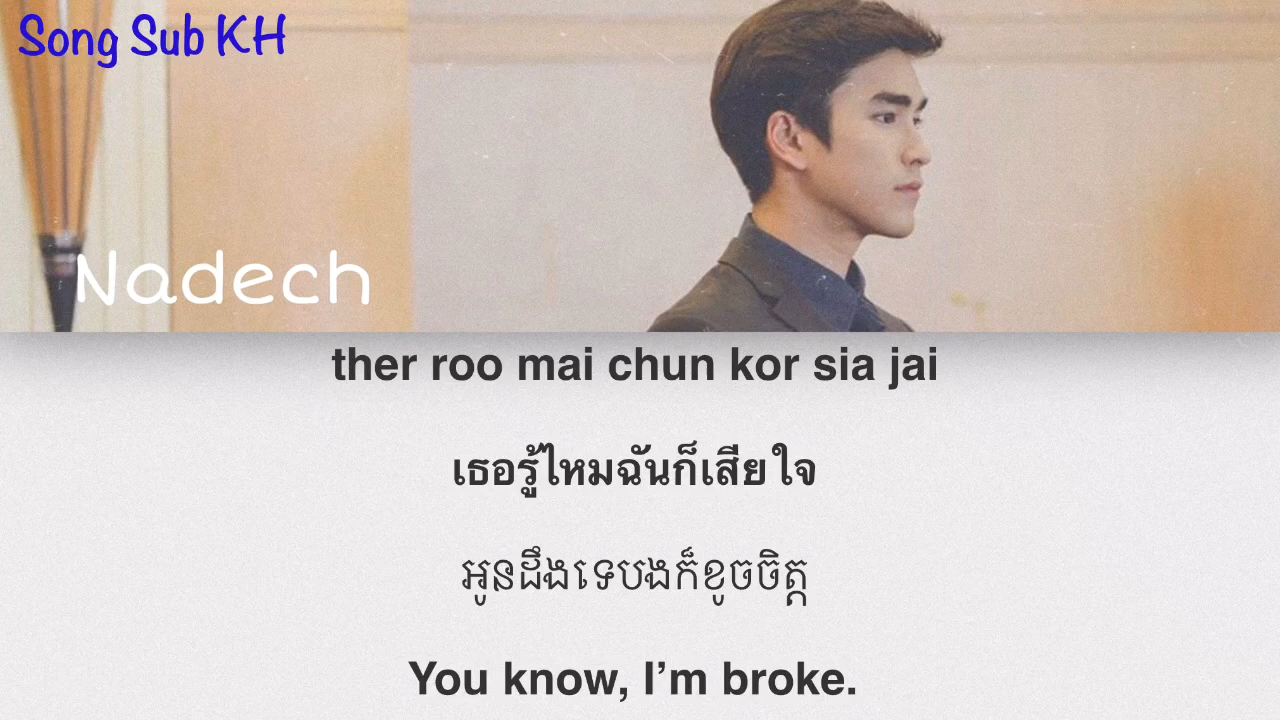 Song Sub KH
Nadech
ther roo mai chun kor sia jai
เธอรู้ไหมฉันก็เสียใจ
អូនដឹងទេបងក៏ខូចចិត្ត
You know, I’m broke.